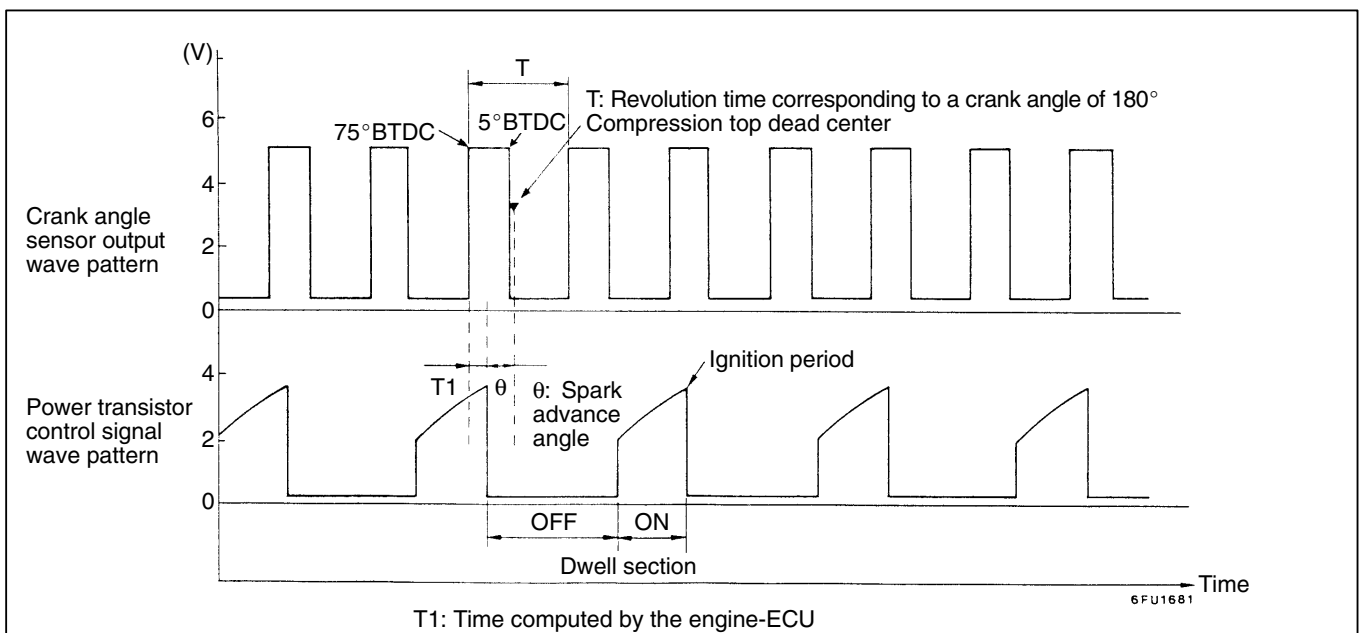 (V)
T
T: Revolution time corresponding to a crank angle of 180°
Compression top dead center
75°BTDC
5°BTDC
6
4
2
0
Crank angle
sensor output
wave pattern
4
2
0
Power transistor
control signal
wave pattern
T1
θ
θ: Spark
advance
angle
Ignition period
OFF
ON
Dwell section
Time
6FU1681
T1: Time computed by the engine-ECU